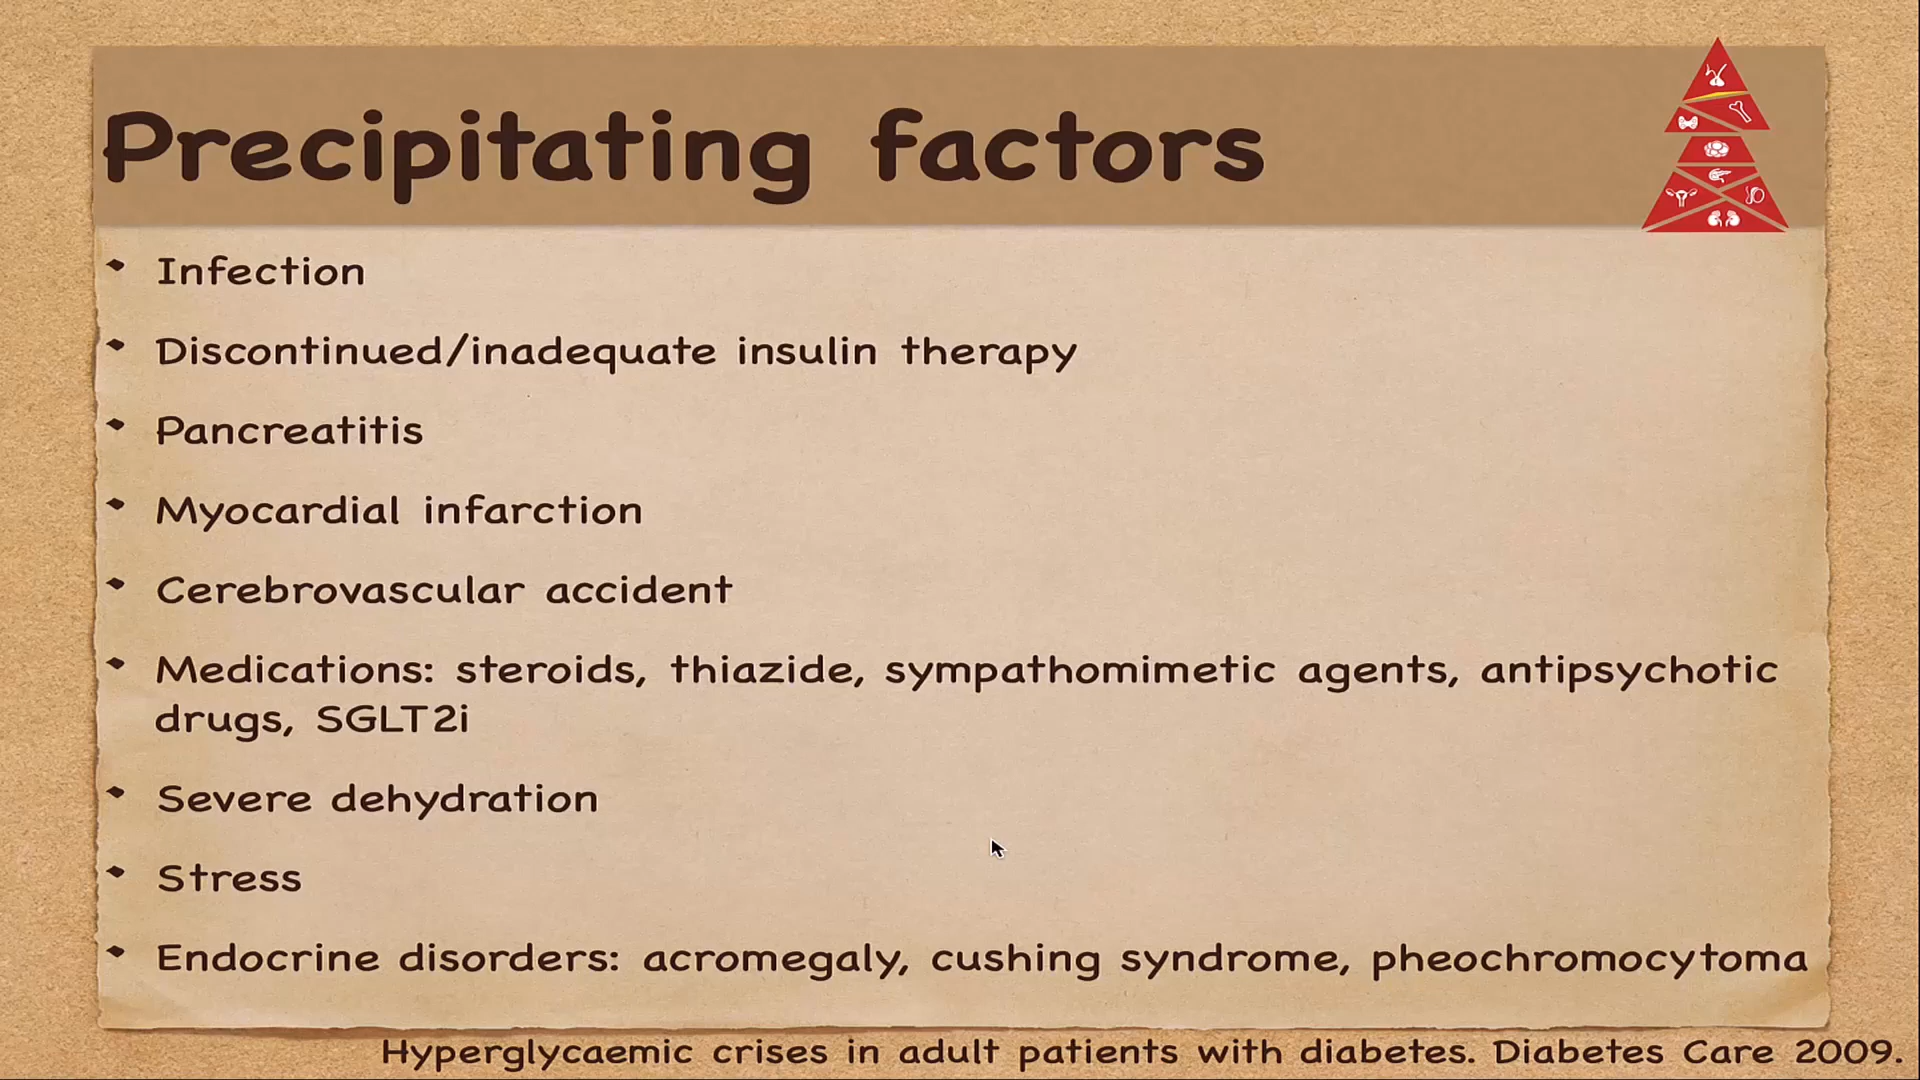 Precipitating factors
Infection
Discontinued/inadequate insulin therapy
Pancreatitis
Myocardial infarction
Cerebrovascular accident
Medications: steroids, thiazide, sympathomimetic agents, antipsychotic
drugs, SGLT2i
Severe dehydration
Stress
Endocrine disorders: acromegaly, cushing syndrome, pheochromocytoma
Hyperglycaemic crises in adult patients with diabetes. Diabetes Care 2009.